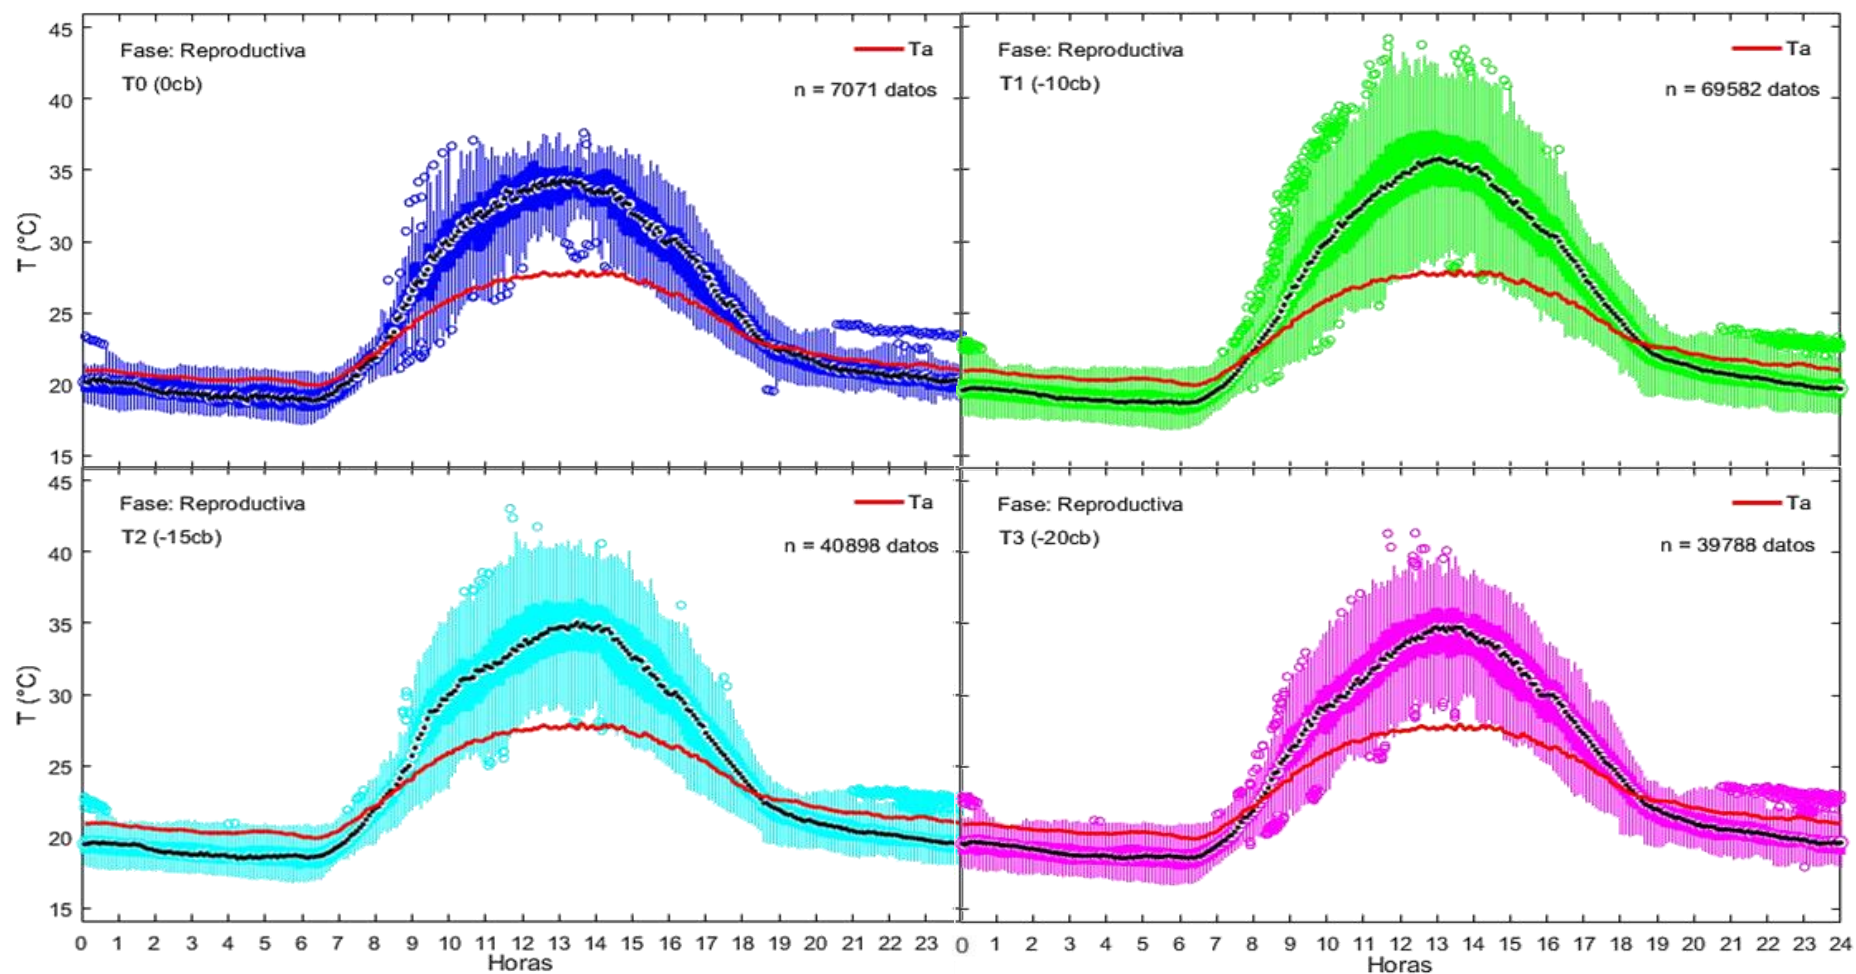 Fase: Reproductiva
T0 (0cb)
Ta
n = 7071 datos
T (°C)
45
40
35
30
25
20
15
Fase: Reproductiva
T1 (-10cb)
Ta
n = 69582 datos
Fase: Reproductiva
T2 (-15cb)
Ta
n = 40898 datos
T (°C)
45
40
35
30
25
20
15
0 1 2 3 4 5 6 7 8 9 10 11 12 13 14 15 16 17 18 19 20 21 22 23
Horas
Fase: Reproductiva
T3 (-20cb)
Ta
n = 39788 datos
0 1 2 3 4 5 6 7 8 9 10 11 12 13 14 15 16 17 18 19 20 21 22 23 24
Horas